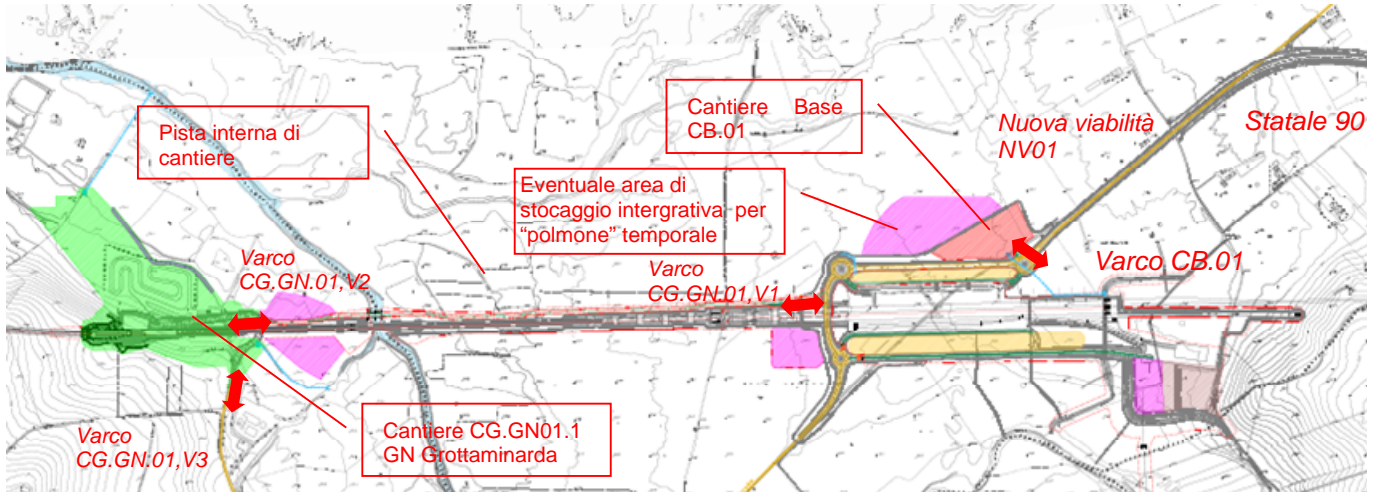 Pista interna di
cantiere
Cantiere Base
CB.01
Nuova viabilità
NV01
Statale 90
Eventuale area di
stocaggio intergrativa per
“polmone” temporale
Varco
CG.GN.01,V2
Varco
CG.GN.01,V1
Varco CB.01
Cantiere CG.GN01.1
GN Grottaminarda
Varco
CG.GN.01,V3